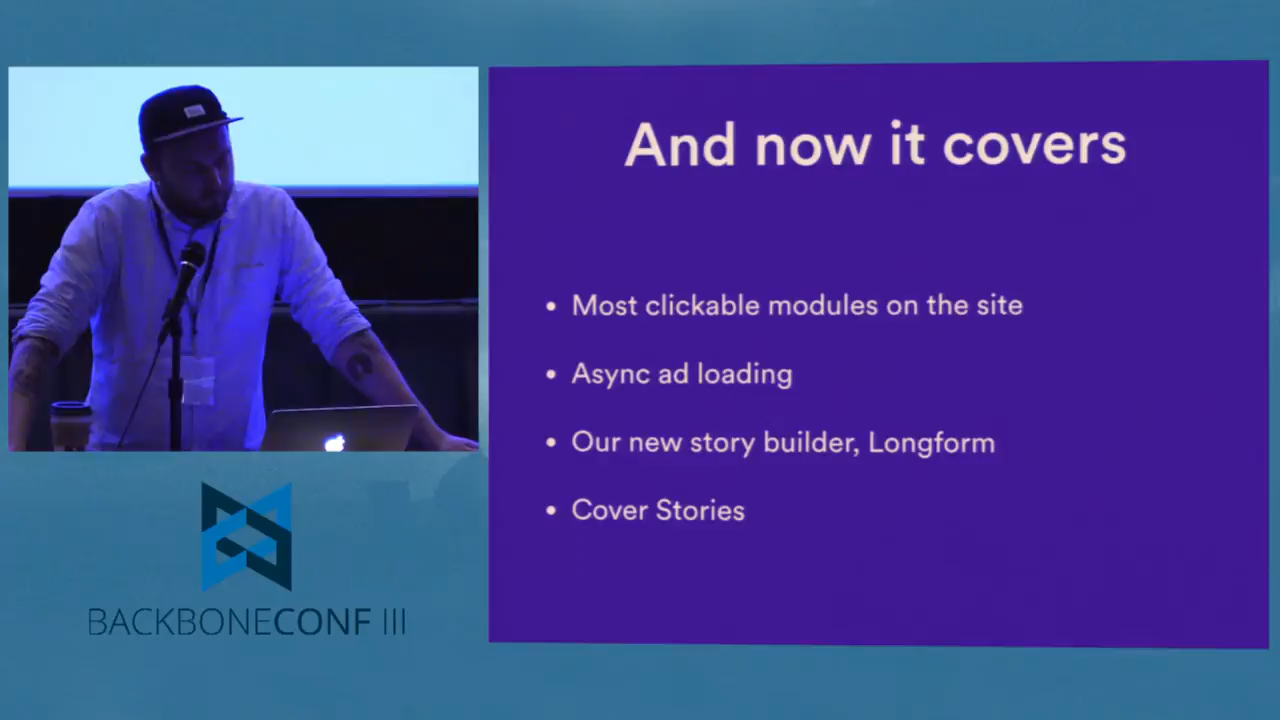 And now it covers
• Most clickable modules on the site
• Async ad loading
• Our new story builder, Longform
• Cover Stories
BACKBONECONF III